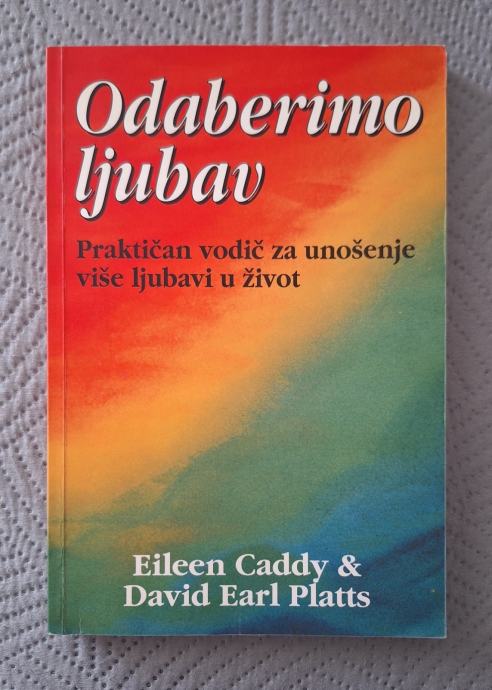 Odaberimo
ljubav
Praktičan vodič za unošenje
više ljubavi u život
Eileen Caddy &
David Earl Platts